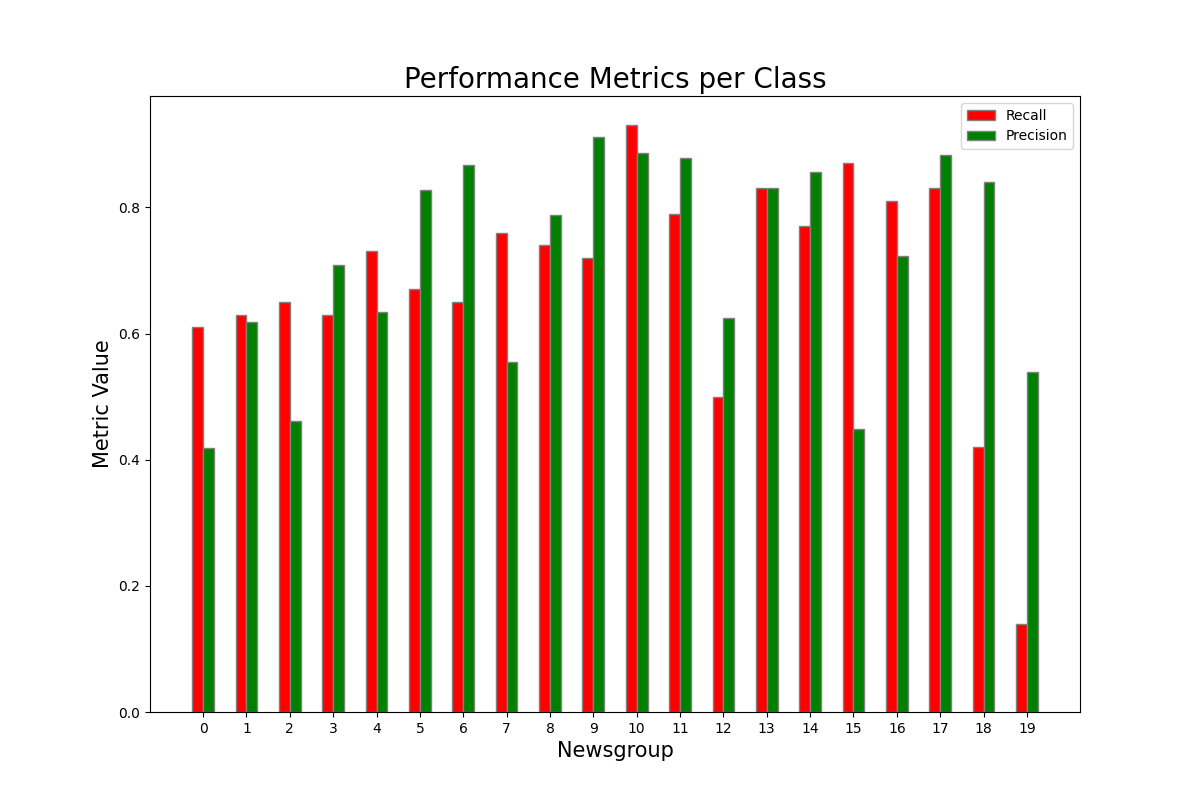 Performance Metrics per Class
Recall
Precision
Metric Value
0.8
0.6
0.4
0.2
0.0
0 1 2 3 4 5 6 7 8 9 10 11 12 13 14 15 16 17 18 19
Newsgroup